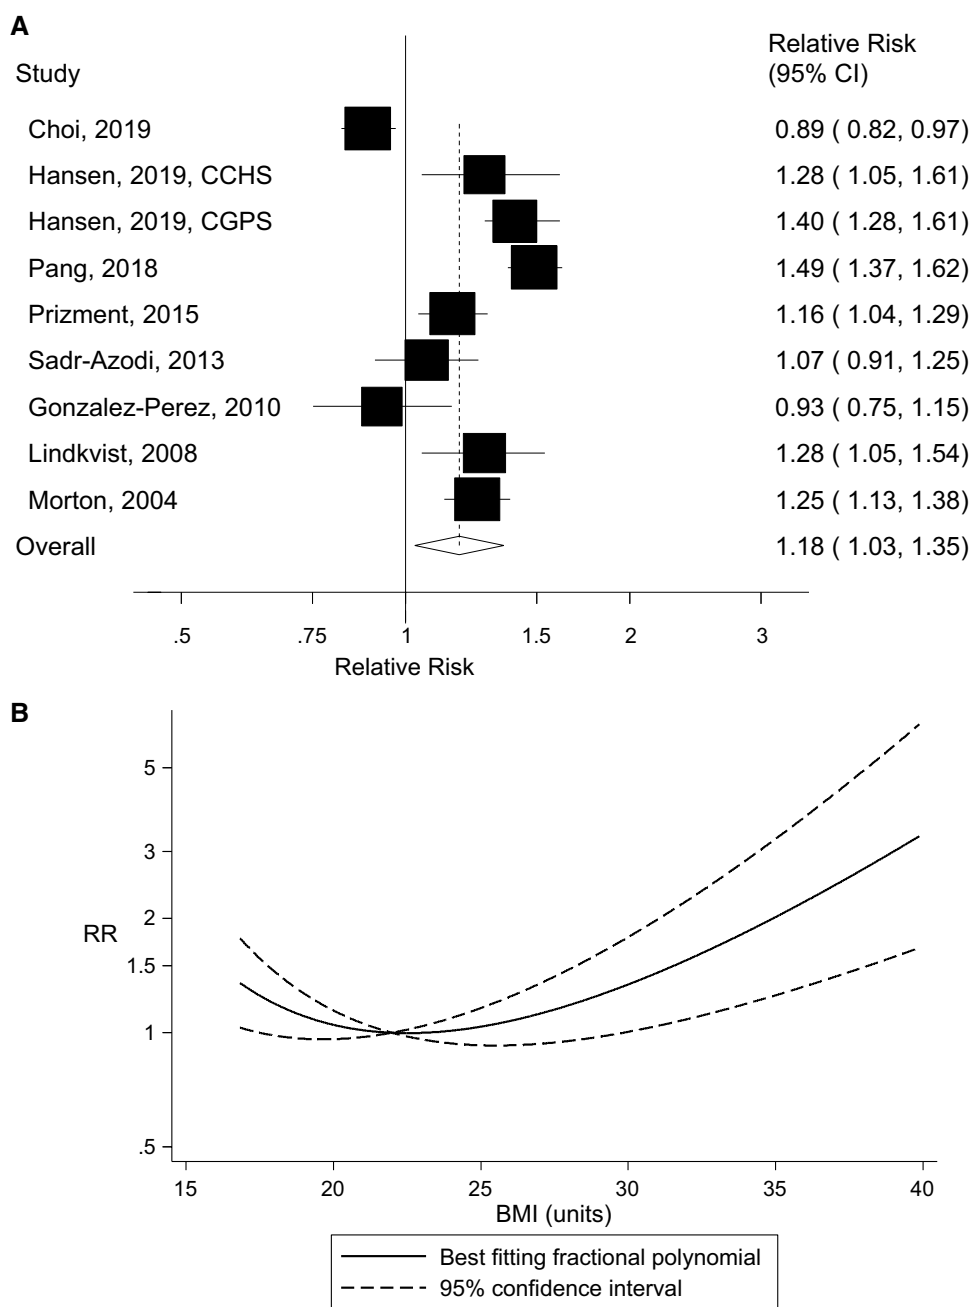 A
Study
Relative Risk
(95% CI)
Choi, 2019 0.89 ( 0.82, 0.97)
Hansen, 2019, CCHS 1.28 ( 1.05, 1.61)
Hansen, 2019, CGPS 1.40 ( 1.28, 1.61)
Pang, 2018 1.49 ( 1.37, 1.62)
Prizment, 2015 1.16 ( 1.04, 1.29)
Sadr-Azodi, 2013 1.07 ( 0.91, 1.25)
Gonzalez-Perez, 2010 0.93 ( 0.75, 1.15)
Lindkvist, 2008 1.28 ( 1.05, 1.54)
Morton, 2004 1.25 ( 1.13, 1.38)
Overall 1.18 ( 1.03, 1.35)
.5 .75 1 1.5 2 3
Relative Risk
B
5
3
2
RR
1.5
1
.5
15 20 25 30 35 40
BMI (units)
Best fitting fractional polynomial
95% confidence interval